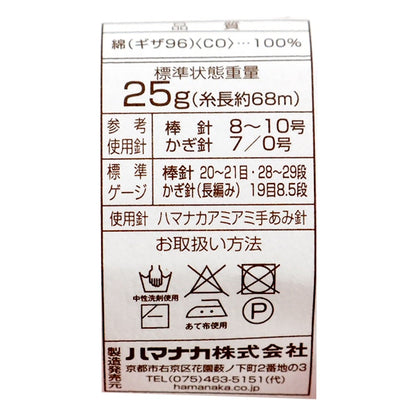 品質
綿(ギザ96)〈CO〉…100%
標準状態重量
25g(糸長約68m)
参考 棒針 8〜10号
使用針 かぎ針 7/0号
標準 棒針 20〜21目・28〜29段
ゲージ かぎ針(長編み) 19目8.5段
使用針 ハマナカアミアミ手あみ針
お取扱い方法
中性洗剤使用
あて布使用
P
製造発売元
ハマナカ株式会社
京都市右京区花園薮ノ下町2番地の3
TEL(075)463-5151(代)
hamanaka.co.jp